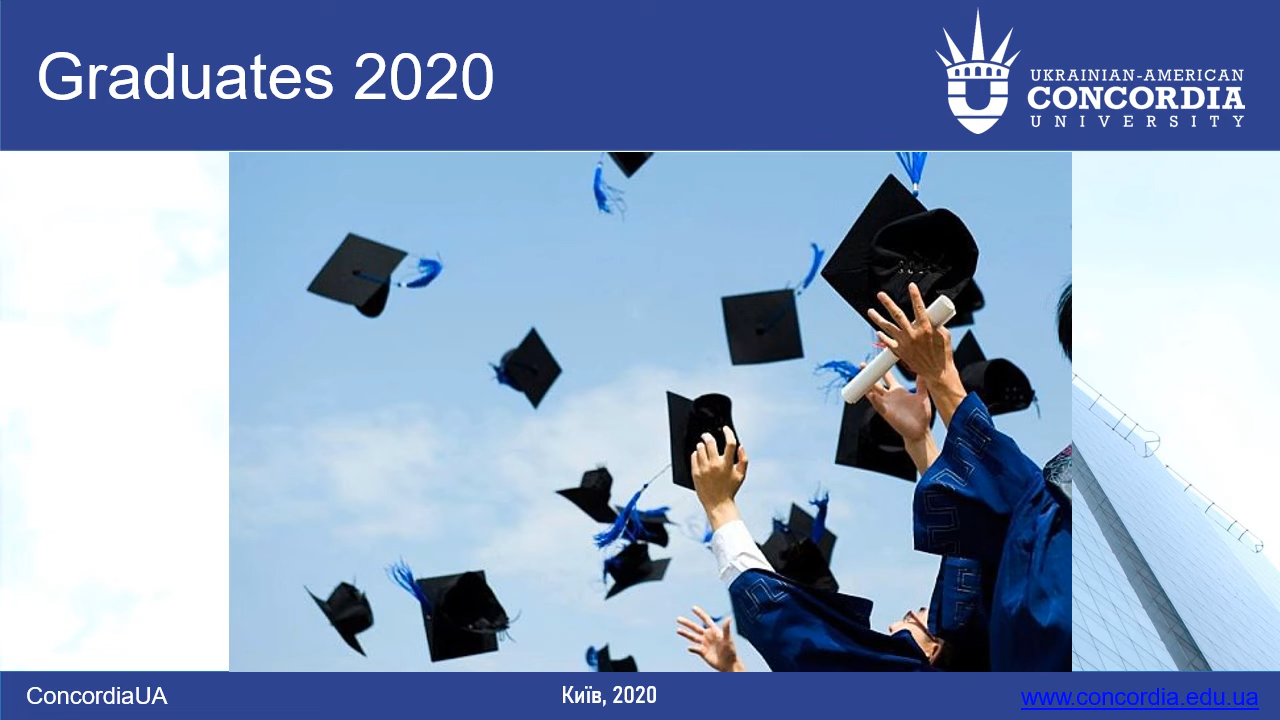 Graduates 2020
UKRAINIAN-AMERICAN
CONCORDIA
UNIVERSITY
ConcordiaUA
Київ, 2020
www.concordia.edu.ua